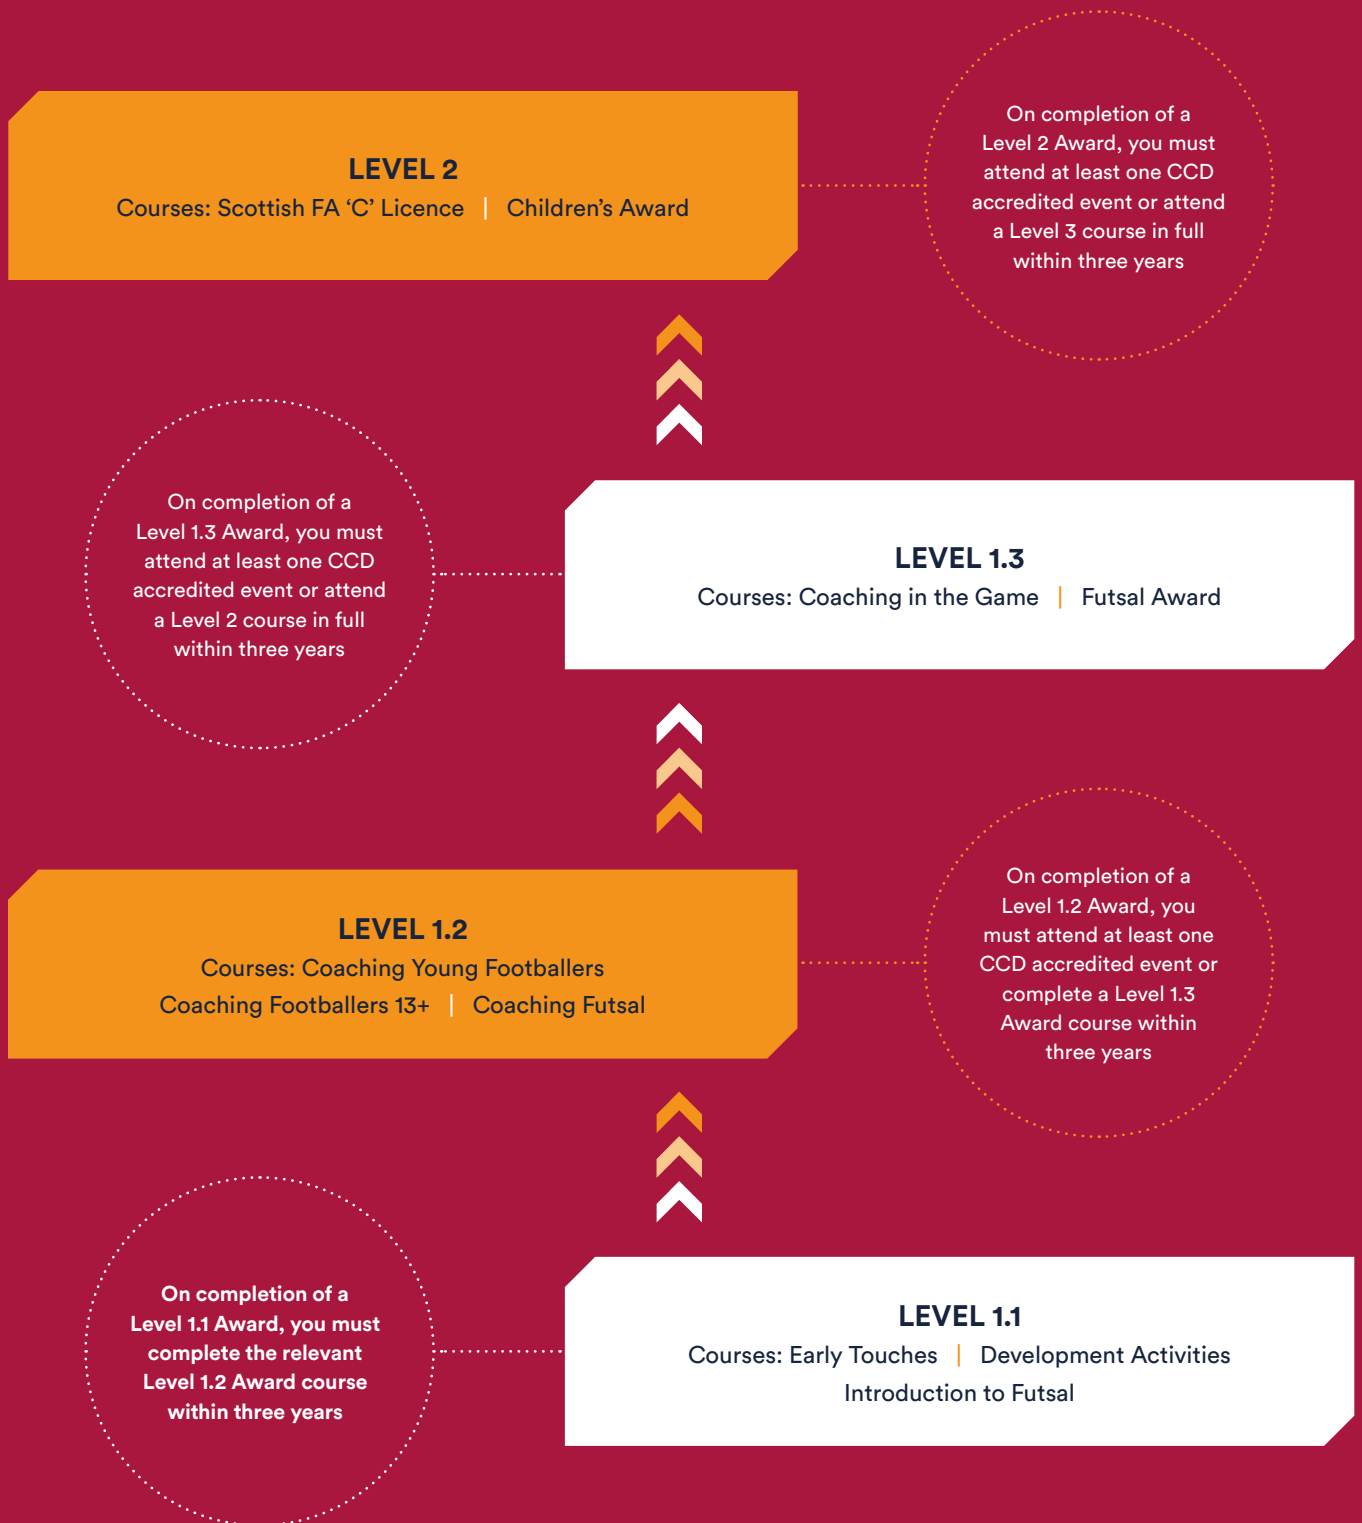 LEVEL 2
Courses: Scottish FA ‘C’ Licence | Children’s Award
On completion of a
Level 2 Award, you must
attend at least one CCD
accredited event or attend
a Level 3 course in full
within three years
On completion of a
Level 1.3 Award, you must
attend at least one CCD
accredited event or attend
a Level 2 course in full
within three years
LEVEL 1.3
Courses: Coaching in the Game | Futsal Award
LEVEL 1.2
Courses: Coaching Young Footballers
Coaching Footballers 13+ | Coaching Futsal
On completion of a
Level 1.2 Award, you
must attend at least one
CCD accredited event or
complete a Level 1.3
Award course within
three years
On completion of a
Level 1.1 Award, you must
complete the relevant
Level 1.2 Award course
within three years
LEVEL 1.1
Courses: Early Touches | Development Activities
Introduction to Futsal